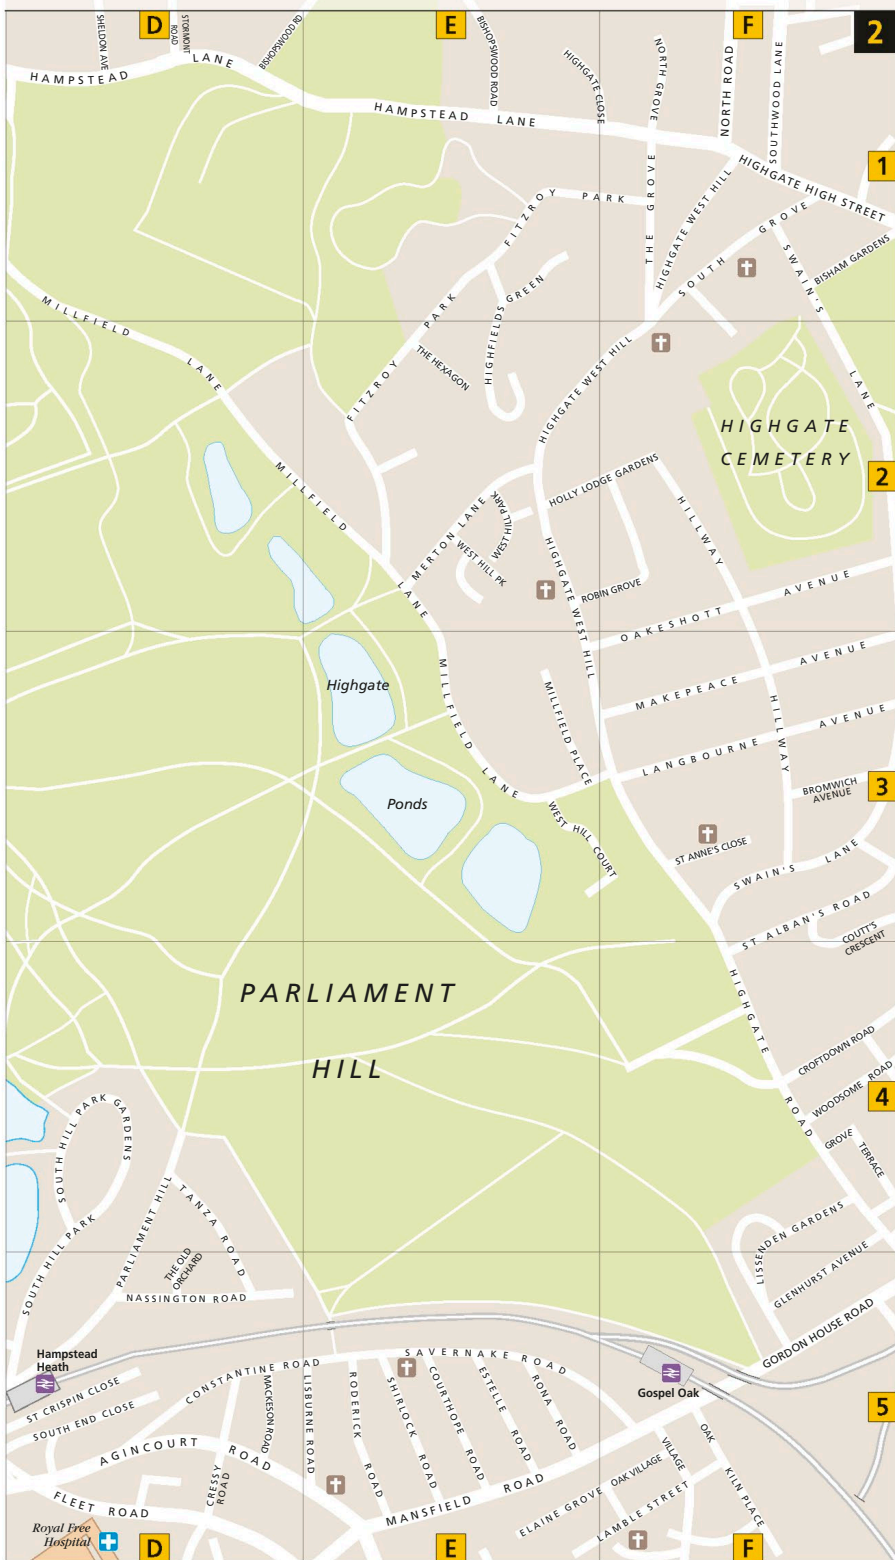 D
E
F
2
SHELDON AVE
STORMONT
ROAD
BISHOPSWOOD RD
BISHOPSWOOD ROAD
HIGHGATE CLOSE
NORTH GROVE
NORTH ROAD
SOUTHWOOD LANE
HAMPSTEAD LANE
HAMPSTEAD LANE
1
HIGHGATE HIGH STREET
FITZROY PARK
THE GROVE
HIGHGATE WEST HILL
SOUTH GROVE
SWAIN'S LANE
BISHAM GARDENS
MILLFIELD LANE
FITZROY PARK
HIGHFIELDS GREEN
THE HEXAGON
HIGHGATE WEST HILL
HIGHGATE
CEMETERY
2
MILLFIELD LANE
MERTON LANE
WEST HILL PARK
WEST HILL PK
HOLLY LODGE GARDENS
HILLWAY
HIGHGATE WEST HILL
ROBIN GROVE
OAKESHOTT AVENUE
MAKEPEACE AVENUE
LANGBOURNE AVENUE
HILLWAY
Highgate
Ponds
MILLFIELD LANE
MILLFIELD PLACE
3
BROMWICH
AVENUE
WEST HILL COURT
ST ANNE'S CLOSE
SWAIN'S LANE
ST ALBAN'S ROAD
COUTT'S
CRESCENT
PARLIAMENT
HILL
HIGHGATE ROAD
CROFTDOWN ROAD
WOODSOME ROAD
4
GROVE
TERRACE
SOUTH HILL PARK GARDENS
SOUTH HILL PARK
PARLIAMENT HILL
TANZA ROAD
THE OLD
ORCHARD
NASSINGTON ROAD
LISSENDEN GARDENS
GLENHURST AVENUE
GORDON HOUSE ROAD
Hampstead
Heath
Gospel Oak
ST CRISPIN CLOSE
SOUTH END CLOSE
CONSTANTINE ROAD
SAVERNAKE ROAD
MACKESON ROAD
LISBURNE ROAD
RODERICK ROAD
SHIRLOCK ROAD
COURTHOPE ROAD
ESTELLE ROAD
RONA ROAD
5
AGINCOURT ROAD
CRESSY
ROAD
FLEET ROAD
MANSFIELD ROAD
ELAINE GROVE
OAK VILLAGE
VILLAGE
LAMBLE STREET
OAK
KILN PLACE
Royal Free
Hospital
D
E
F